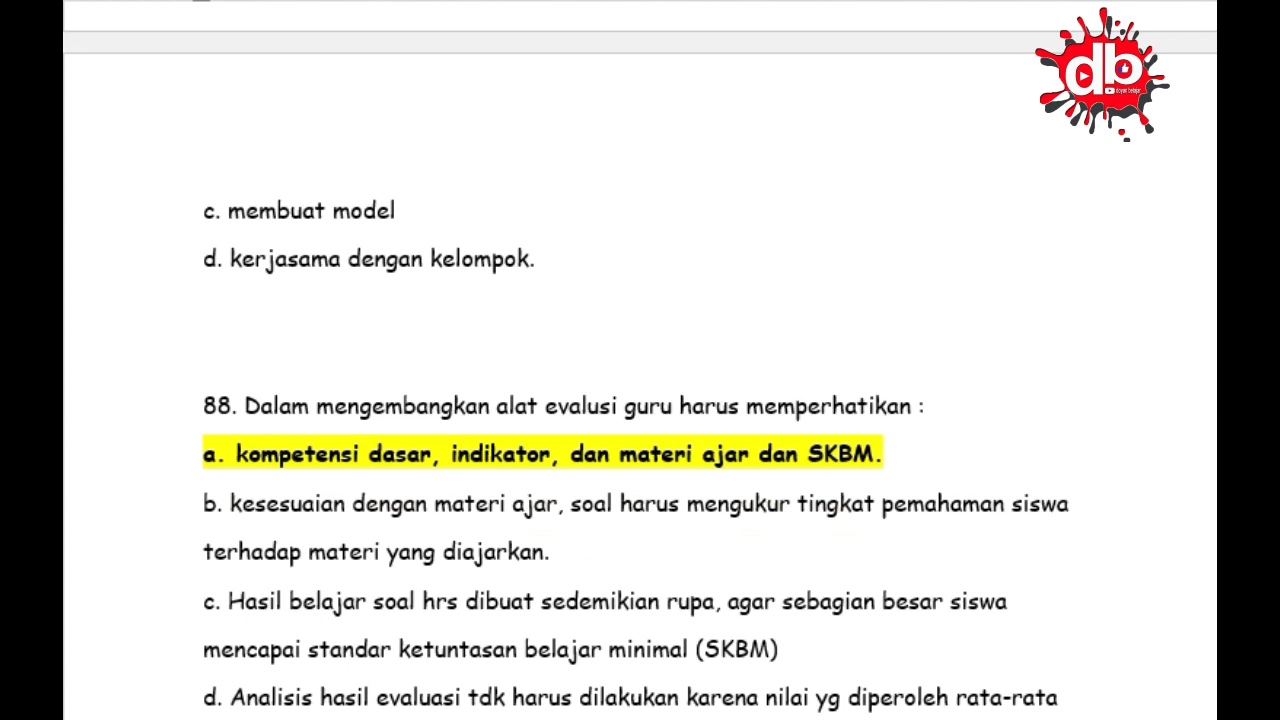 db
doyan belajar
c. membuat model
d. kerjasama dengan kelompok.
88. Dalam mengembangkan alat evalusi guru harus memperhatikan :
a. kompetensi dasar, indikator, dan materi ajar dan SKBM.
b. kesesuaian dengan materi ajar, soal harus mengukur tingkat pemahaman siswa
terhadap materi yang diajarkan.
c. Hasil belajar soal hrs dibuat sedemikian rupa, agar sebagian besar siswa
mencapai standar ketuntasan belajar minimal (SKBM)
d. Analisis hasil evaluasi tdk harus dilakukan karena nilai yg diperoleh rata-rata